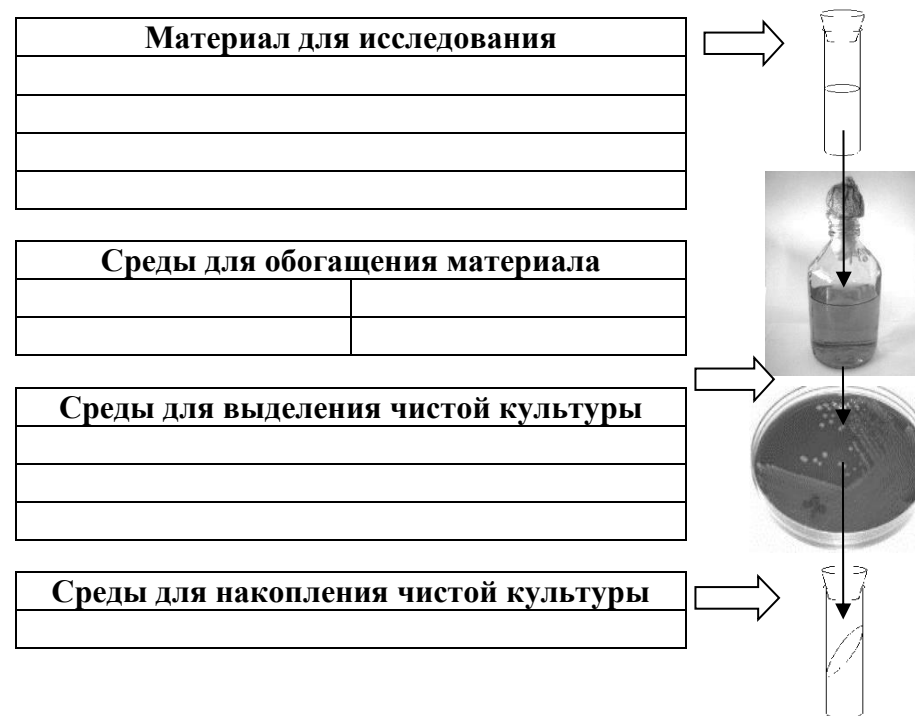 Материал для исследования
Среды для обогащения материала
Среды для выделения чистой культуры
Среды для накопления чистой культуры